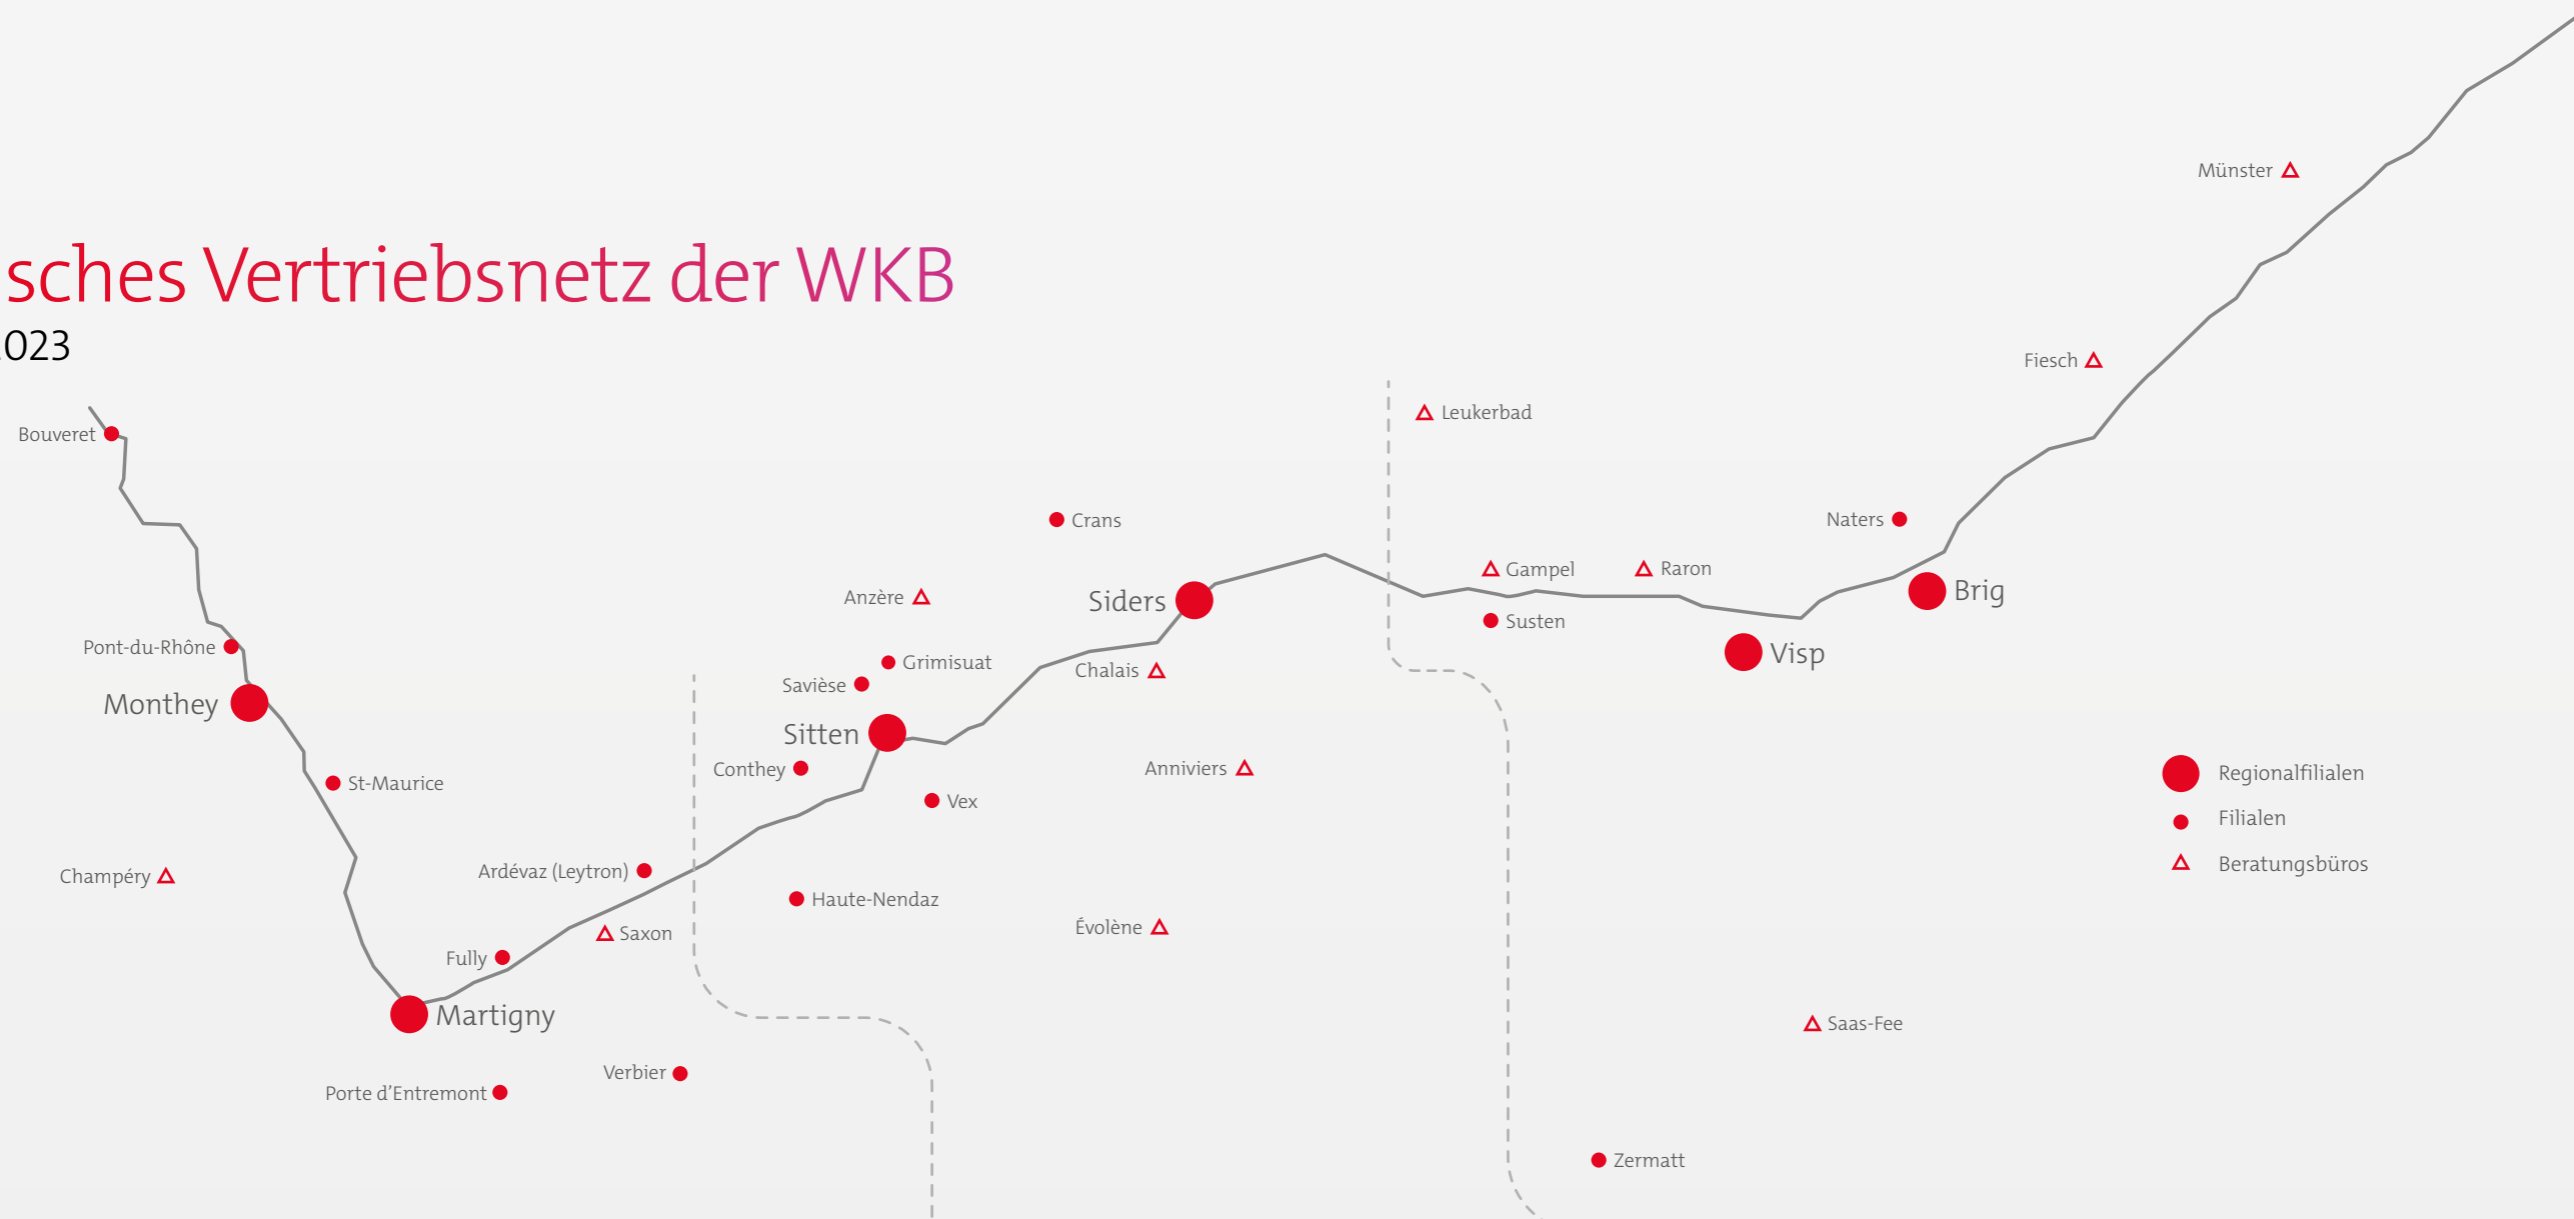 sches Vertriebsnetz der WKB
023
Münster
Fiesch
Leukerbad
Bouveret
Crans
Naters
Gampel
Raron
Anzère
Siders
Brig
Susten
Pont-du-Rhône
Visp
Grimisuat
Chalais
Savièse
Monthey
Sitten
Conthey
Anniviers
St-Maurice
Vex
Regionalfilialen
Filialen
Beratungsbüros
Champéry
Ardévaz (Leytron)
Haute-Nendaz
Évolène
Saxon
Fully
Martigny
Saas-Fee
Verbier
Porte d’Entremont
Zermatt